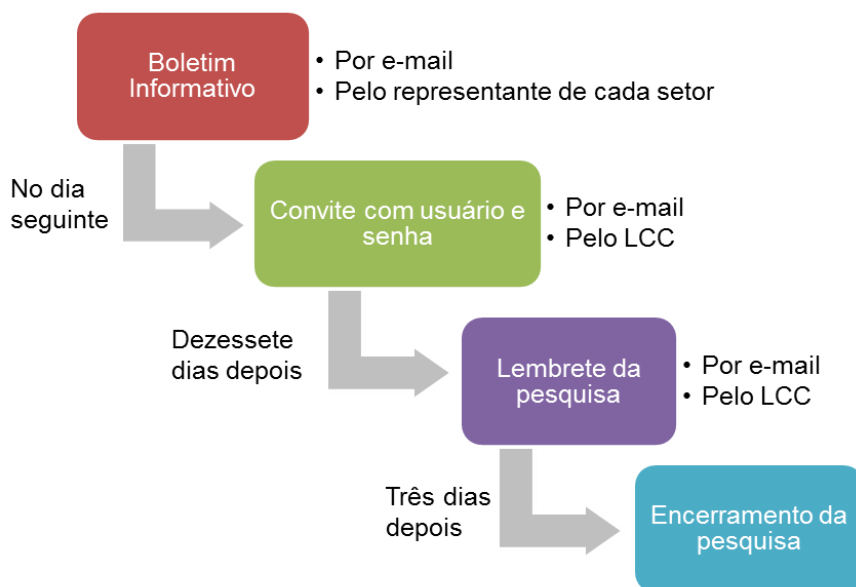 Boletim
Informativo
• Por e-mail
• Pelo representante de cada setor
No dia
seguinte
Convite com usuário e
senha
• Por e-mail
• Pelo LCC
Dezessete
dias depois
Lembrete da
pesquisa
• Por e-mail
• Pelo LCC
Três dias
depois
Encerramento da
pesquisa